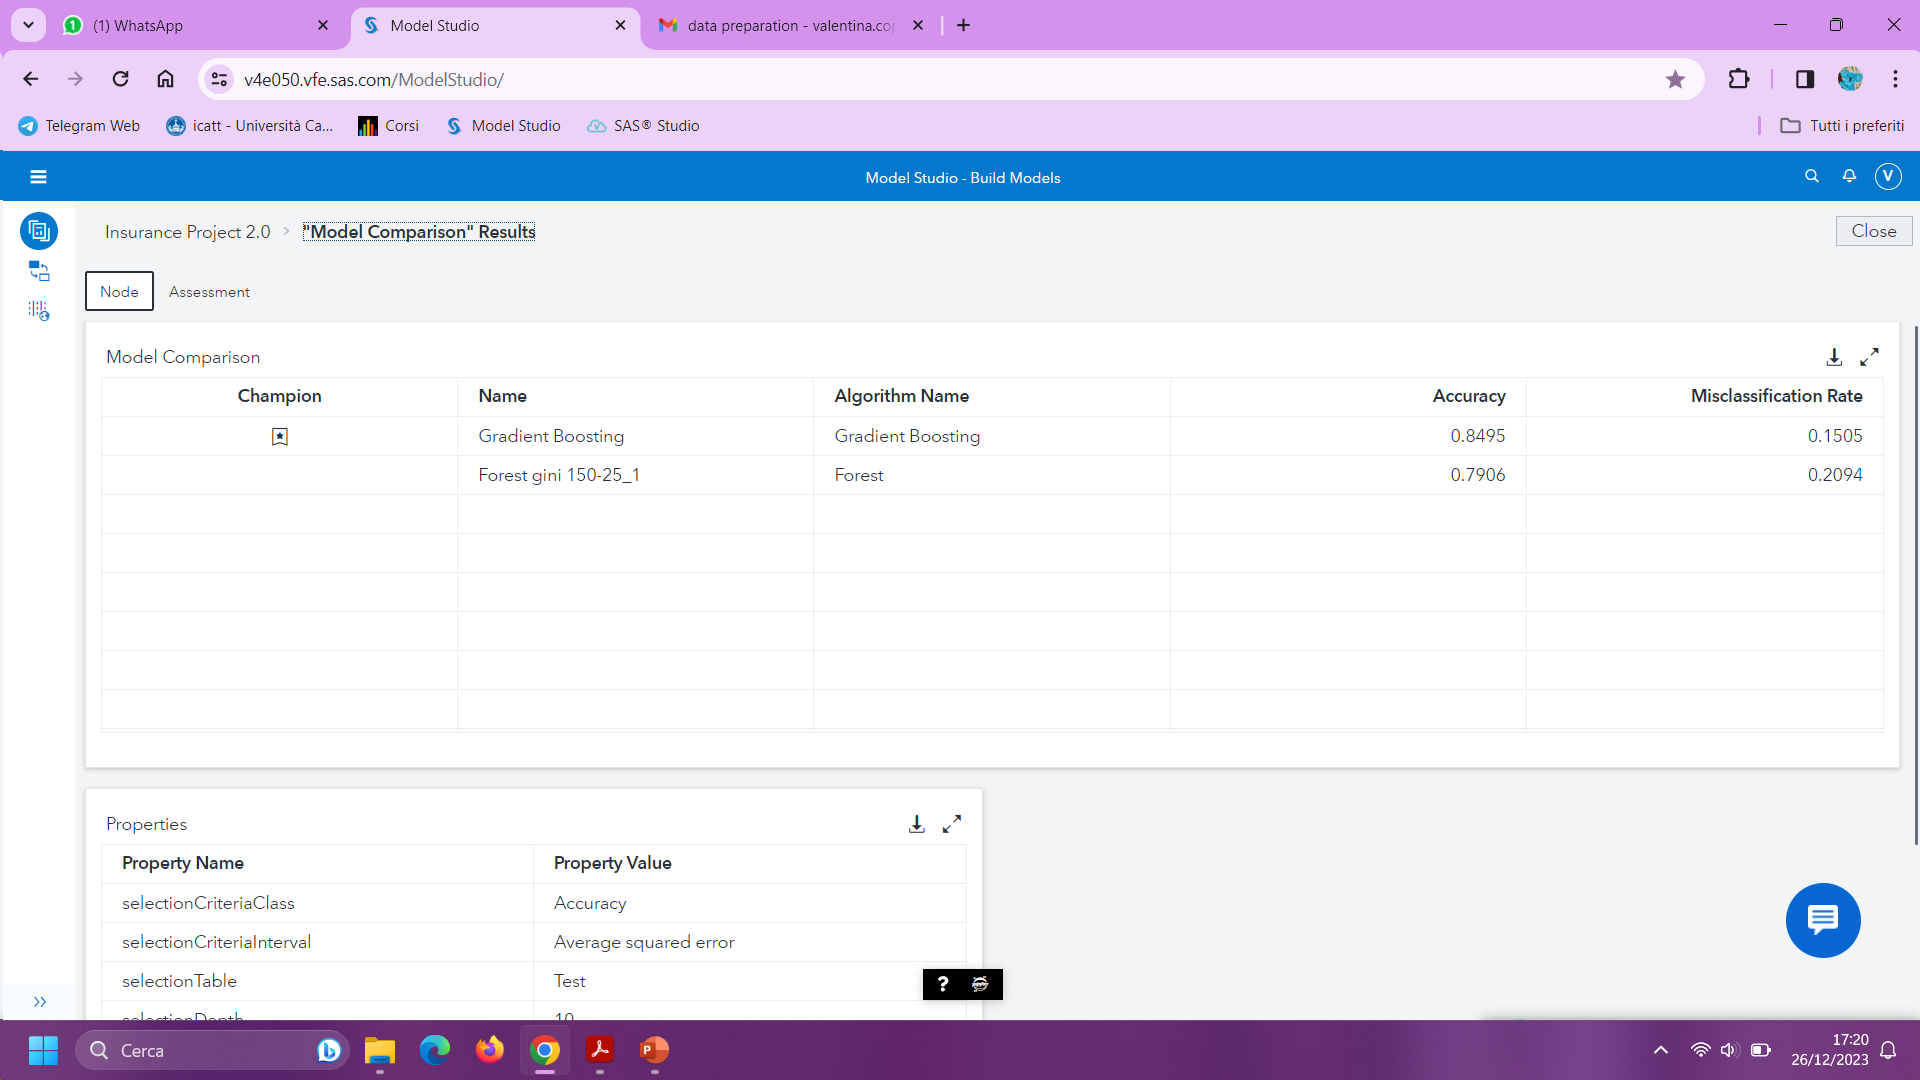 (1) WhatsApp
Model Studio
data preparation - valentina.cop
v4e050.vfe.sas.com/ModelStudio/
Telegram Web
icatt - Università Ca...
Corsi
Model Studio
SAS® Studio
Tutti i preferiti
Model Studio - Build Models
V
Insurance Project 2.0 > "Model Comparison" Results
Close
Node
Assessment
Model Comparison
Champion Name Algorithm Name Accuracy Misclassification Rate
Gradient Boosting Gradient Boosting 0.8495 0.1505
Forest gini 150-25_1 Forest 0.7906 0.2094
Properties
Property Name Property Value
selectionCriteriaClass Accuracy
selectionCriteriaInterval Average squared error
selectionTable Test
selectionDepth 10
?
Cerca
17:20
26/12/2023